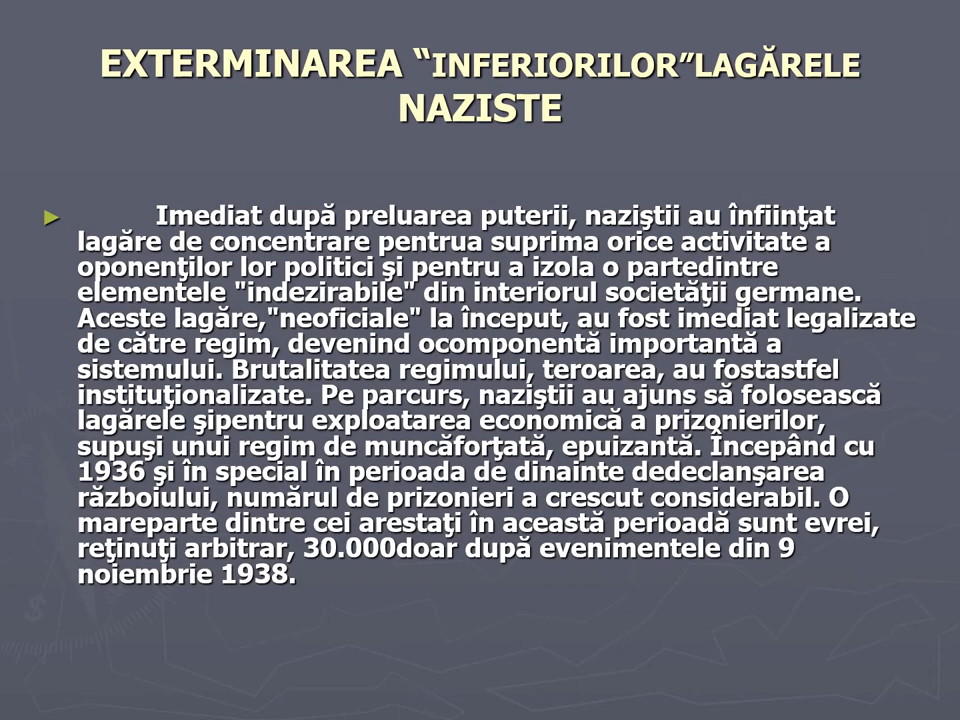 EXTERMINAREA “INFERIORILOR”LAGĂRELE
NAZISTE
► Imediat după preluarea puterii, naziştii au înfiinţat
lagăre de concentrare pentrua suprima orice activitate a
oponenţilor lor politici şi pentru a izola o partedintre
elementele "indezirabile" din interiorul societăţii germane.
Aceste lagăre,"neoficiale" la început, au fost imediat legalizate
de către regim, devenind ocomponentă importantă a
sistemului. Brutalitatea regimului, teroarea, au fostastfel
instituţionalizate. Pe parcurs, naziştii au ajuns să folosească
lagărele şipentru exploatarea economică a prizonierilor,
supuşi unui regim de muncăforţată, epuizantă. Începând cu
1936 şi în special în perioada de dinainte dedeclanşarea
războiului, numărul de prizonieri a crescut considerabil. O
mareparte dintre cei arestaţi în această perioadă sunt evrei,
reţinuţi arbitrar, 30.000doar după evenimentele din 9
noiembrie 1938.